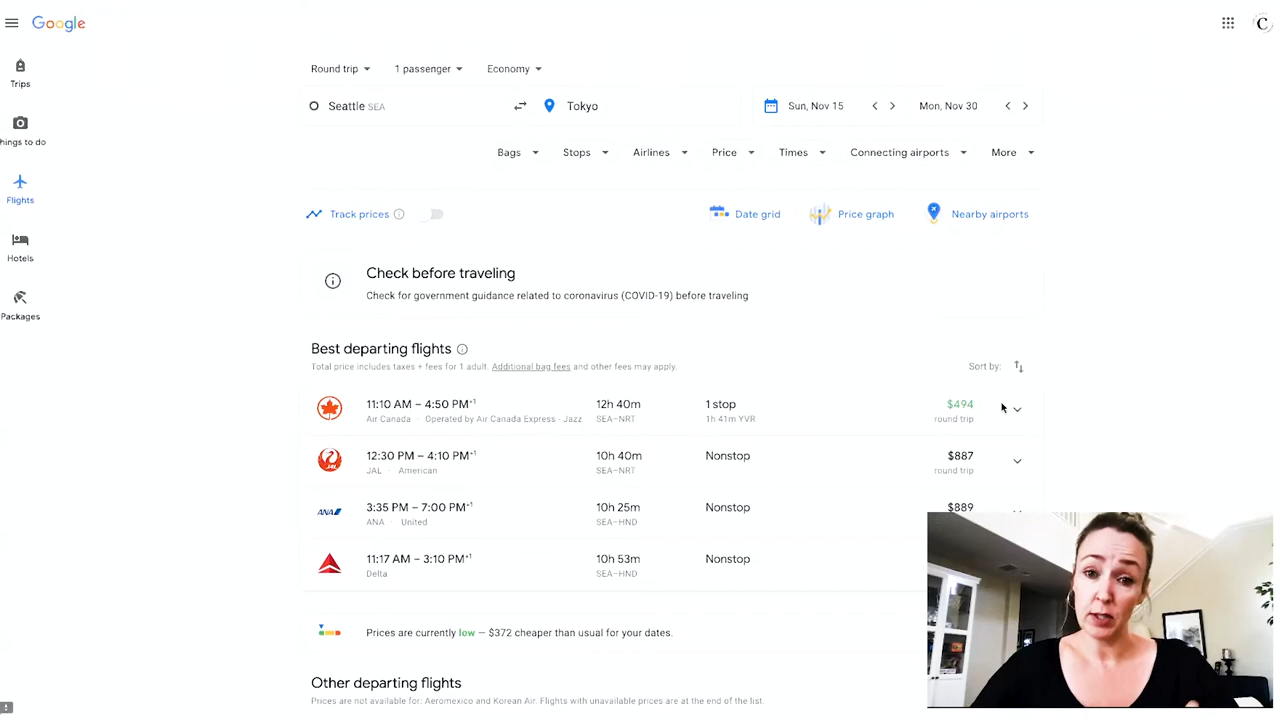 Google
C
Trips
hings to do
Flights
Hotels
Packages
Round trip 1 passenger Economy
Seattle SEA Tokyo Sun, Nov 15 Mon, Nov 30
Bags Stops Airlines Price Times Connecting airports More
Track prices Date grid Price graph Nearby airports
Check before traveling
Check for government guidance related to coronavirus (COVID-19) before traveling
Best departing flights
Total price includes taxes + fees for 1 adult. Additional bag fees and other fees may apply. Sort by:
11:10 AM – 4:50 PM+1 12h 40m 1 stop $494
Air Canada · Operated by Air Canada Express - Jazz SEA–NRT 1h 41m YVR round trip
JAL 12:30 PM – 4:10 PM+1 10h 40m Nonstop $887
JAL · American SEA–NRT round trip
ANA 3:35 PM – 7:00 PM+1 10h 25m Nonstop $889
ANA · United SEA–HND
11:17 AM – 3:10 PM+1 10h 53m Nonstop
Delta SEA–HND
Prices are currently low — $372 cheaper than usual for your dates.
Other departing flights
Prices are not available for: Aeromexico and Korean Air. Flights with unavailable prices are at the end of the list.